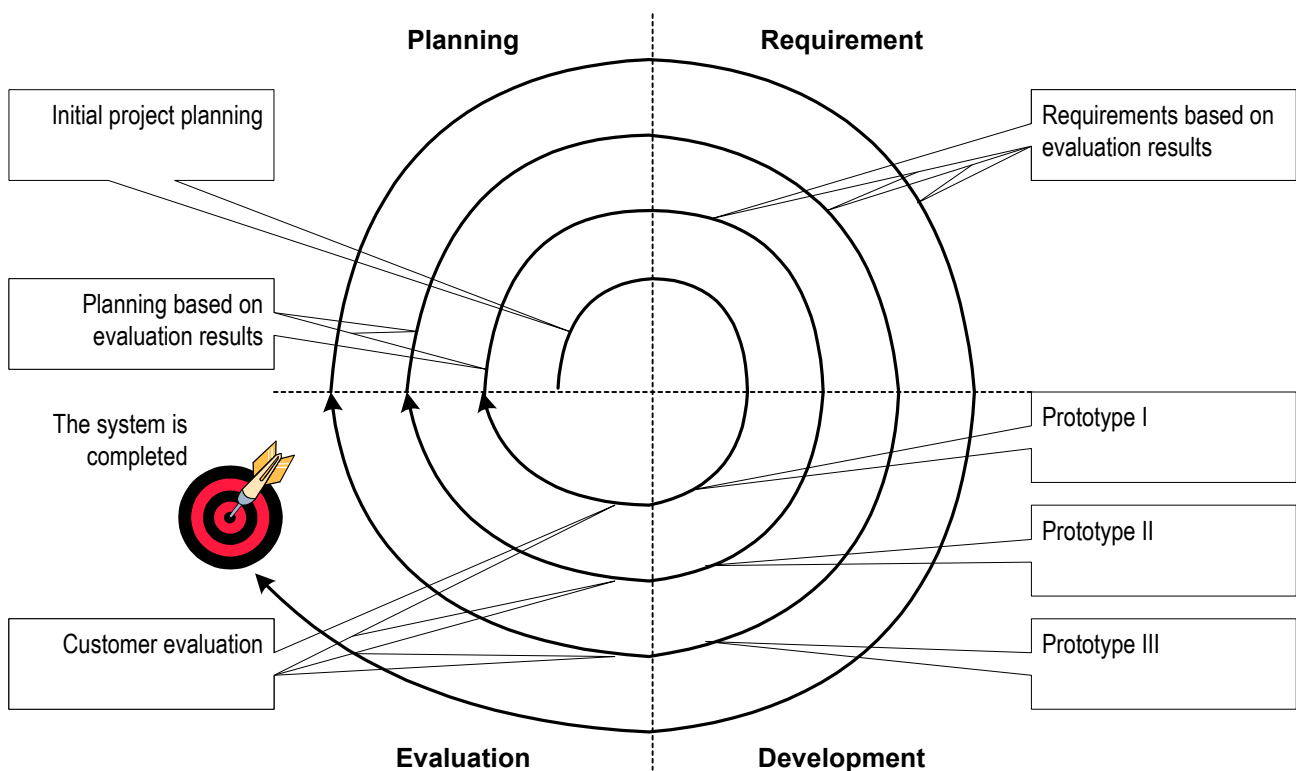 Planning
Requirement
Initial project planning
Requirements based on
evaluation results
Planning based on
evaluation results
The system is
completed
Prototype I
Prototype II
Customer evaluation
Prototype III
Evaluation
Development